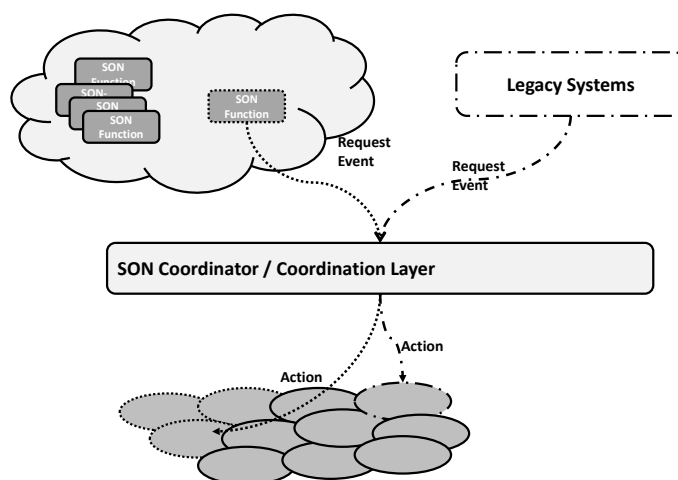 SON
Function
SON-
SON
SON
Function
SON
Function
Legacy Systems
Request
Event
Request
Event
SON Coordinator / Coordination Layer
Action
Action